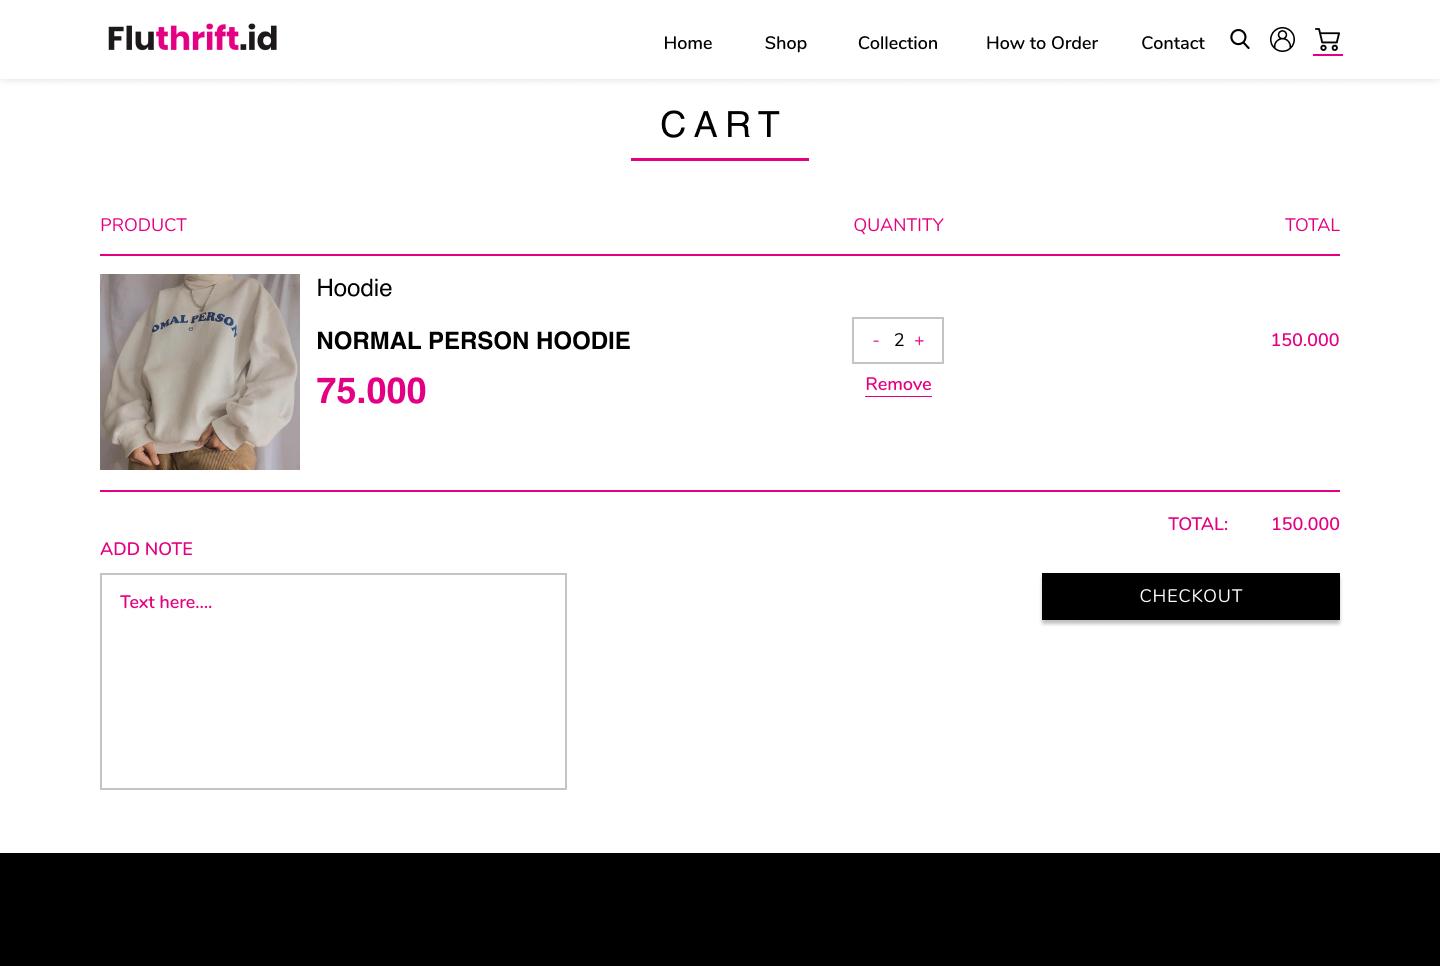 Fluthrift.id Home Shop Collection How to Order Contact
CART
PRODUCT QUANTITY TOTAL
OMAL PERSON
Hoodie
NORMAL PERSON HOODIE - 2 + 150.000
75.000 Remove
TOTAL: 150.000
ADD NOTE
Text here....
CHECKOUT